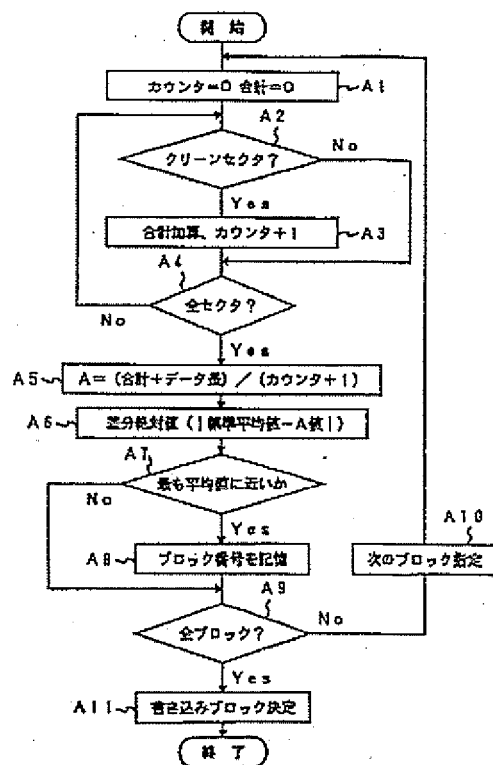 開 始
カウンタ=0 合計=0
A1
A2
クリーンセクタ?
No
Yes
合計加算、カウンタ+1
A3
A4
全セクタ?
No
Yes
A5
A=(合計+データ長)/(カウンタ+1)
A6
差分絶対値(|標準平均値-A値|)
A7
最も平均値に近いか
No
Yes
A8
ブロック番号を記憶
A10
次のブロック指定
A9
全ブロック?
No
Yes
A11
書き込みブロック決定
終 了